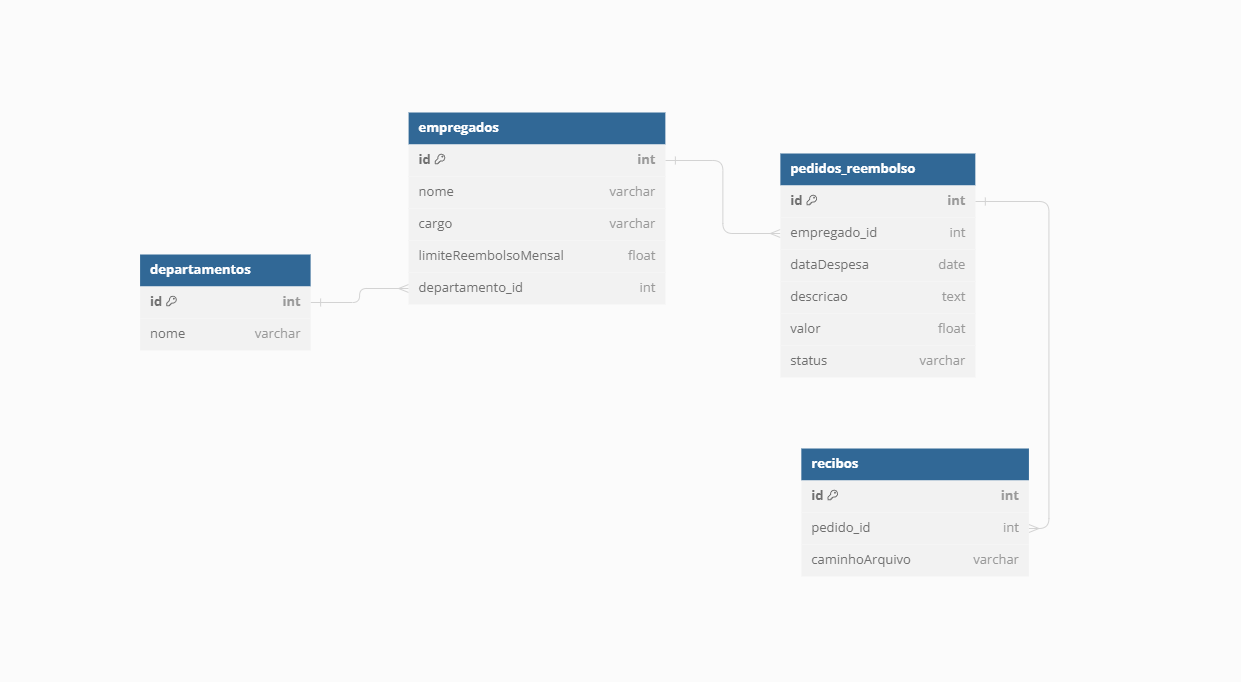 empregados
id int
nome varchar
cargo varchar
limiteReembolsoMensal float
departamento_id int
pedidos_reembolso
id int
empregado_id int
dataDespesa date
descricao text
valor float
status varchar
departamentos
id int
nome varchar
recibos
id int
pedido_id int
caminhoArquivo varchar